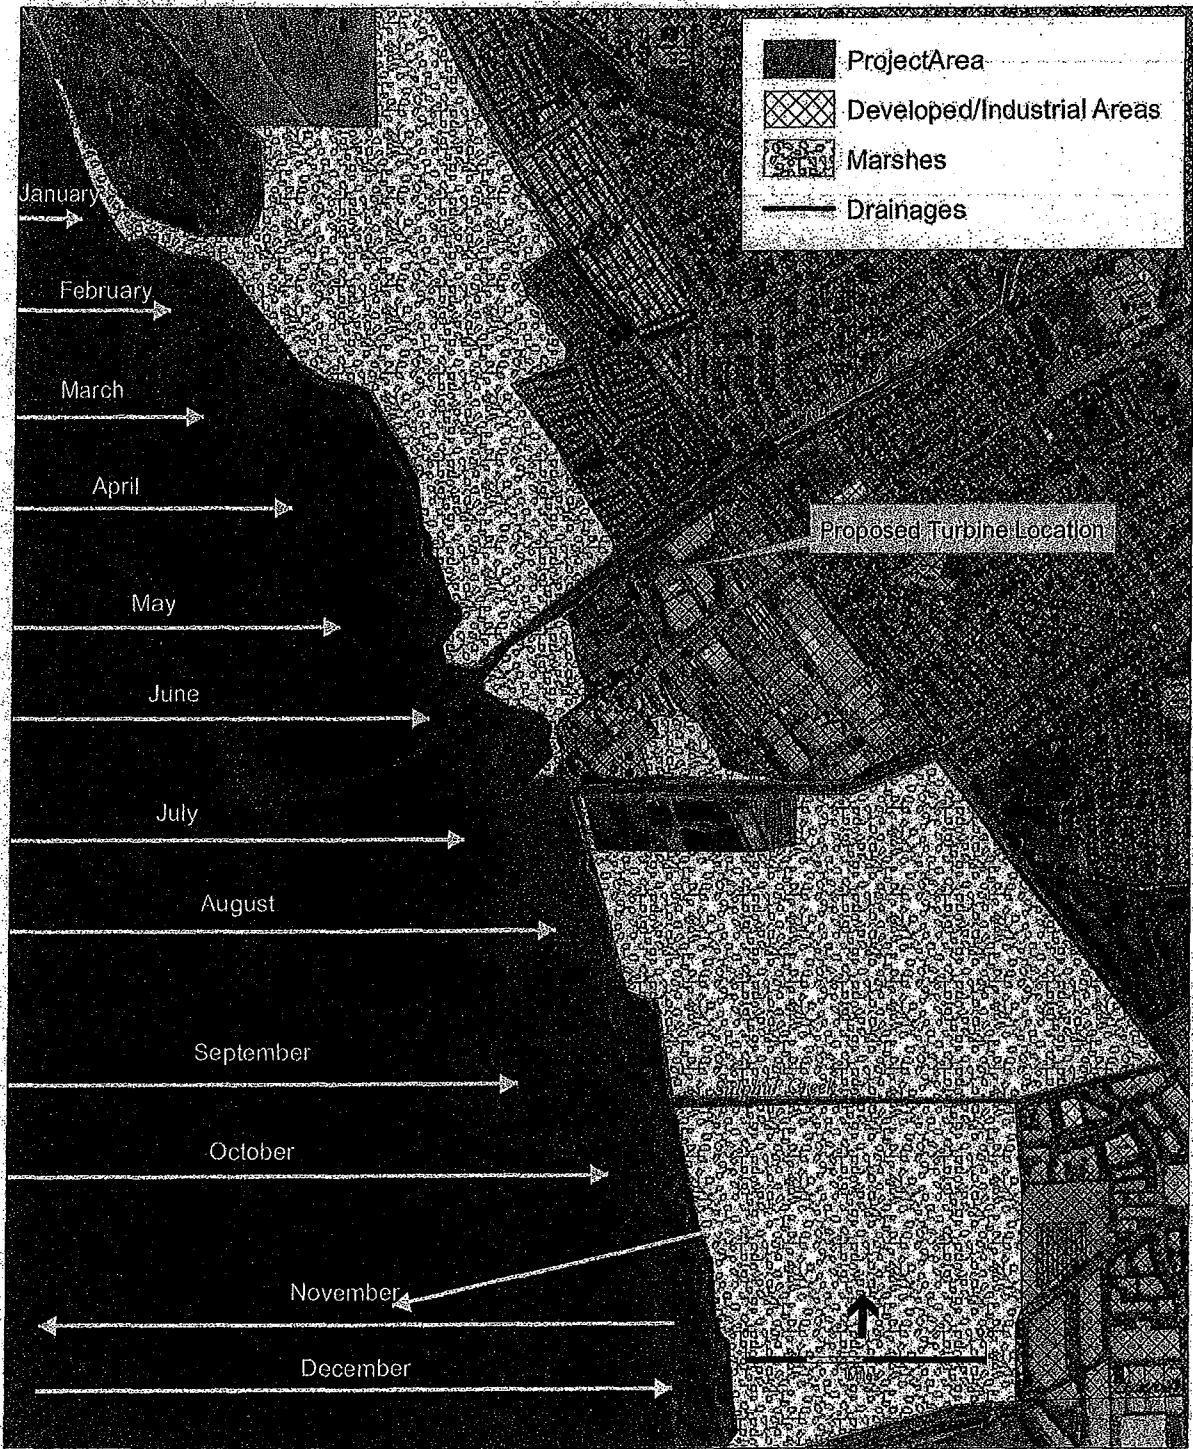 ProjectArea
Developed/Industrial Areas
Marshes
Drainages
January
February
March
April
Proposed Turbine Location
May
June
July
August
September
Creek
October
November
December